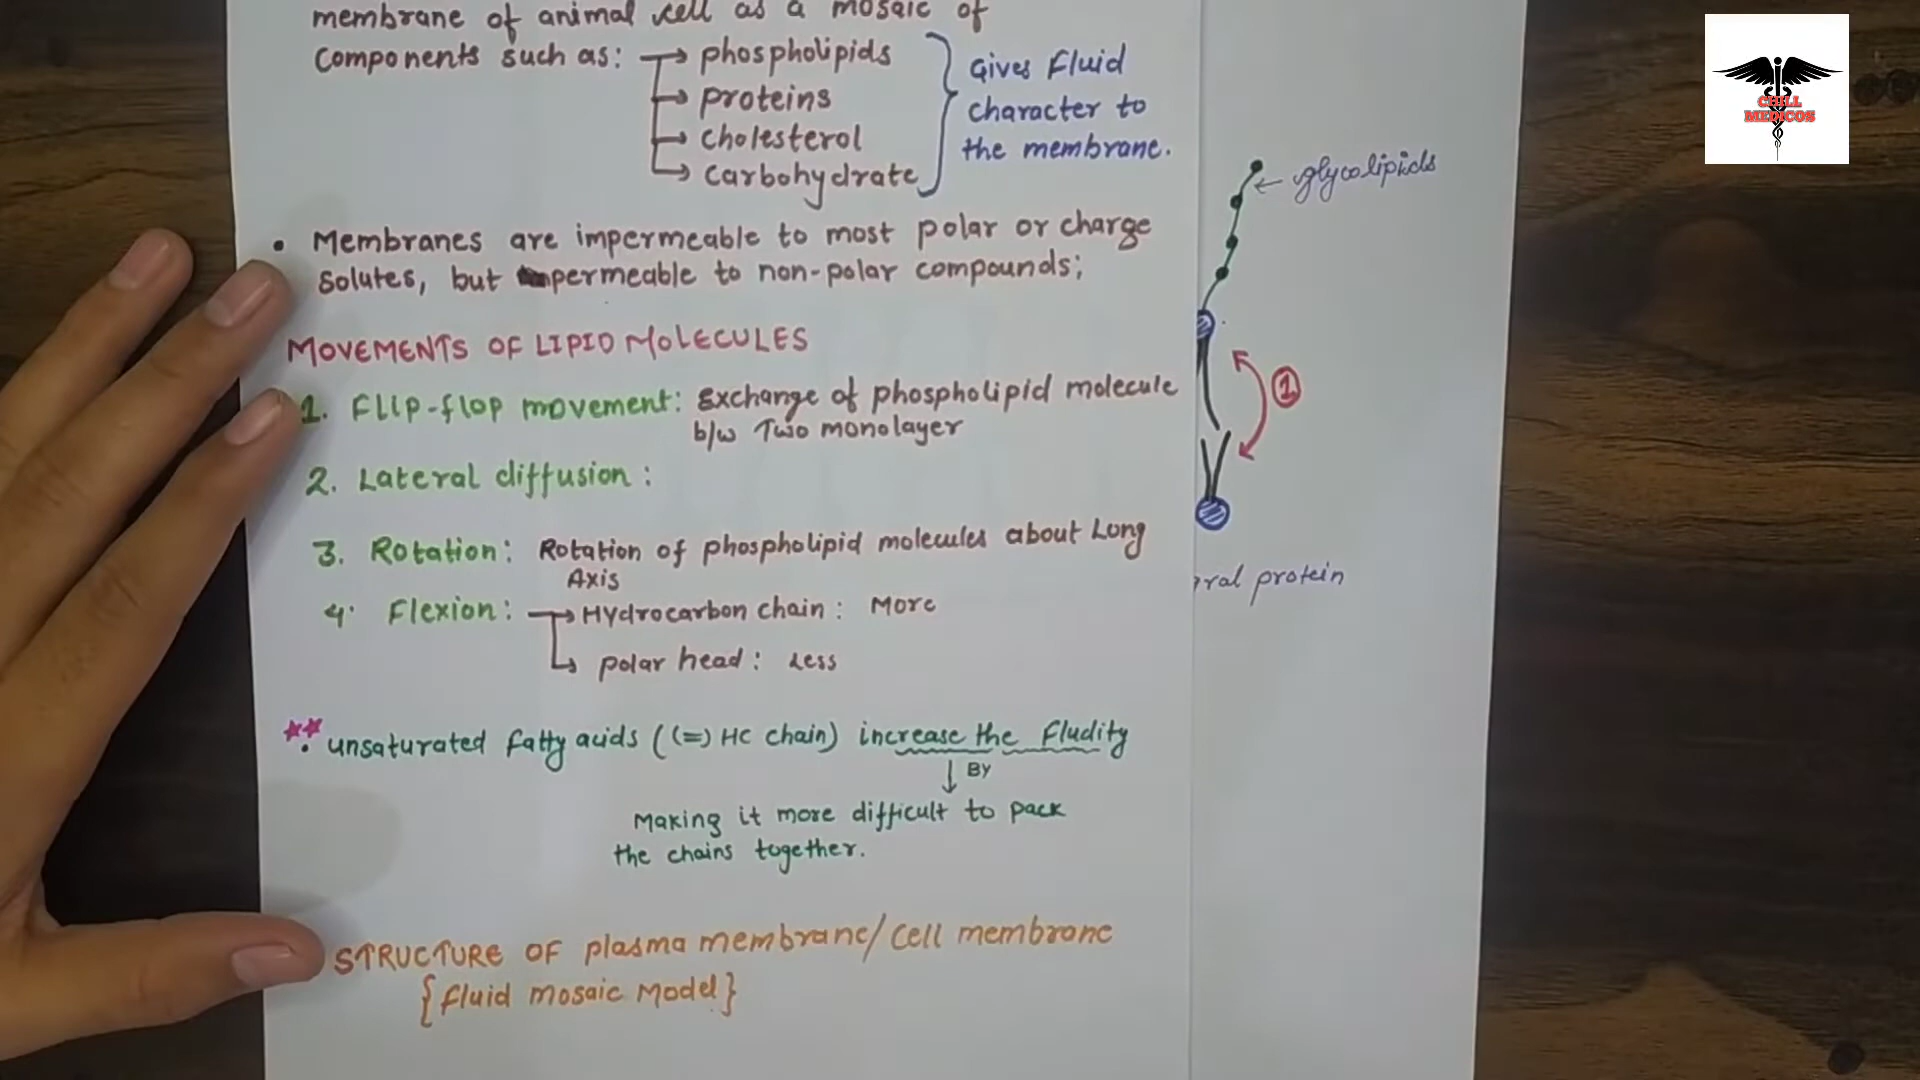 membrane of animal cell as a mosaic of
components such as: → phospholipids
→ proteins
→ cholesterol
→ carbohydrate
Gives Fluid
character to
the membrane.
• Membranes are impermeable to most polar or charge
solutes, but permeable to non-polar compounds;
MOVEMENTS OF LIPID MOLECULES
1. Flip-flop movement: Exchange of phospholipid molecule
b/w Two monolayer
2. Lateral diffusion:
3. Rotation: Rotation of phospholipid molecules about Long
Axis
4. Flexion: → Hydrocarbon chain: More
→ polar head: Less
** • unsaturated fatty acids ((=) HC chain) increase the Fludity
↓ By
Making it more difficult to pack
the chains together.
STRUCTURE OF plasma membrane/cell membrane
{fluid mosaic Model}
← glycolipids
1
ral protein
CHILL
MEDICOS